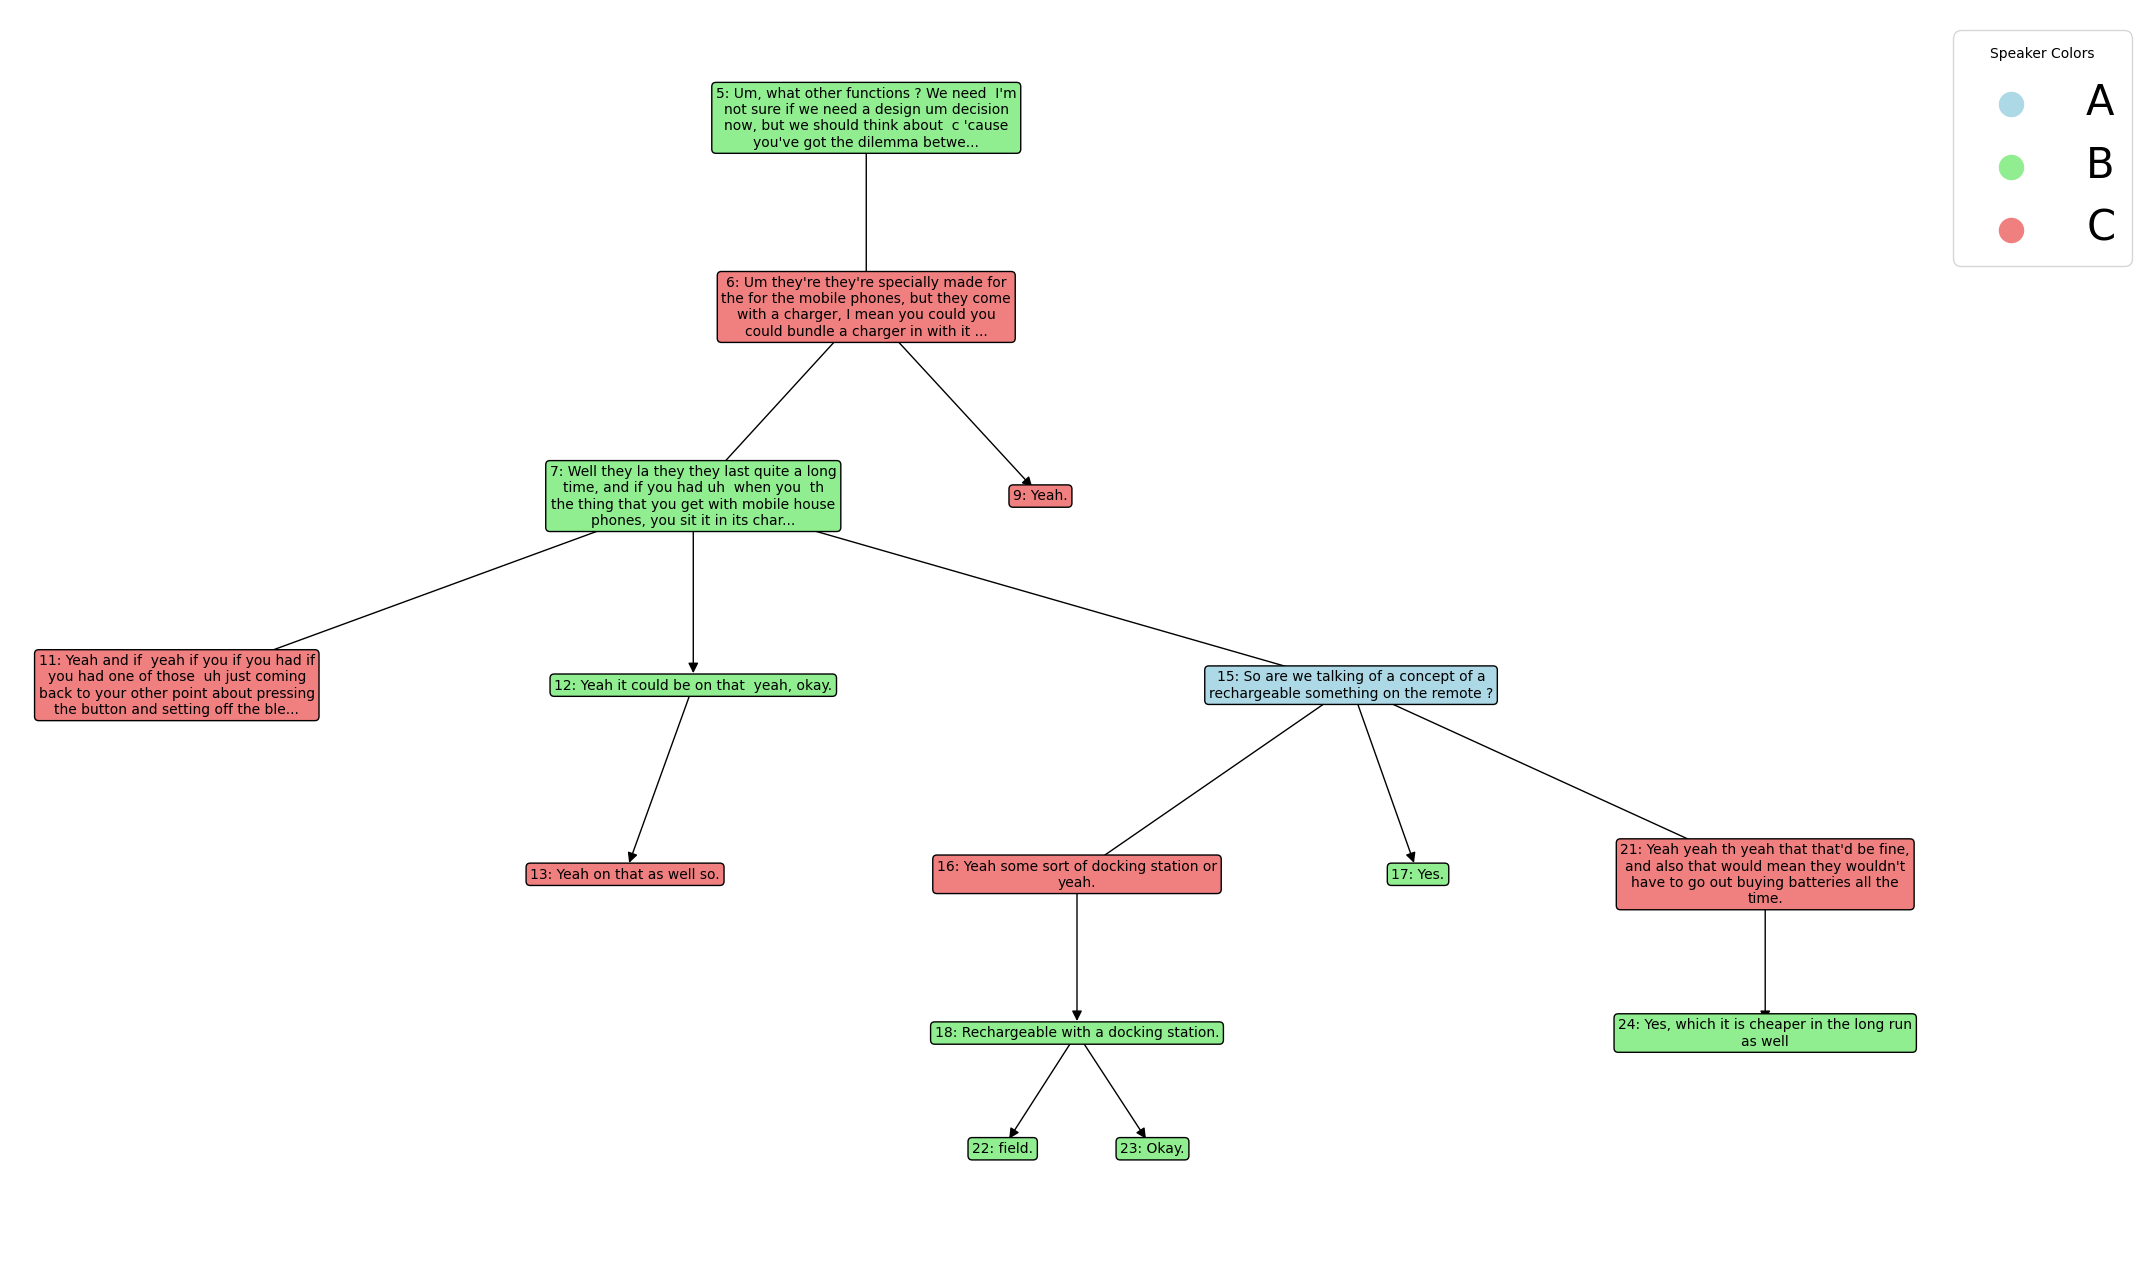 Speaker Colors
A
B
C
5: Um, what other functions ? We need  I'm
not sure if we need a design um decision
now, but we should think about  c 'cause
you've got the dilemma betwe...
6: Um they're they're specially made for
the for the mobile phones, but they come
with a charger, I mean you could you
could bundle a charger in with it ...
7: Well they la they they last quite a long
time, and if you had uh  when you  th
the thing that you get with mobile house
phones, you sit it in its char...
9: Yeah.
11: Yeah and if  yeah if you if you had if
you had one of those  uh just coming
back to your other point about pressing
the button and setting off the ble...
12: Yeah it could be on that  yeah, okay.
15: So are we talking of a concept of a
rechargeable something on the remote ?
13: Yeah on that as well so.
16: Yeah some sort of docking station or
yeah.
17: Yes.
21: Yeah yeah th yeah that that'd be fine,
and also that would mean they wouldn't
have to go out buying batteries all the
time.
18: Rechargeable with a docking station.
24: Yes, which it is cheaper in the long run
as well
22: field.
23: Okay.